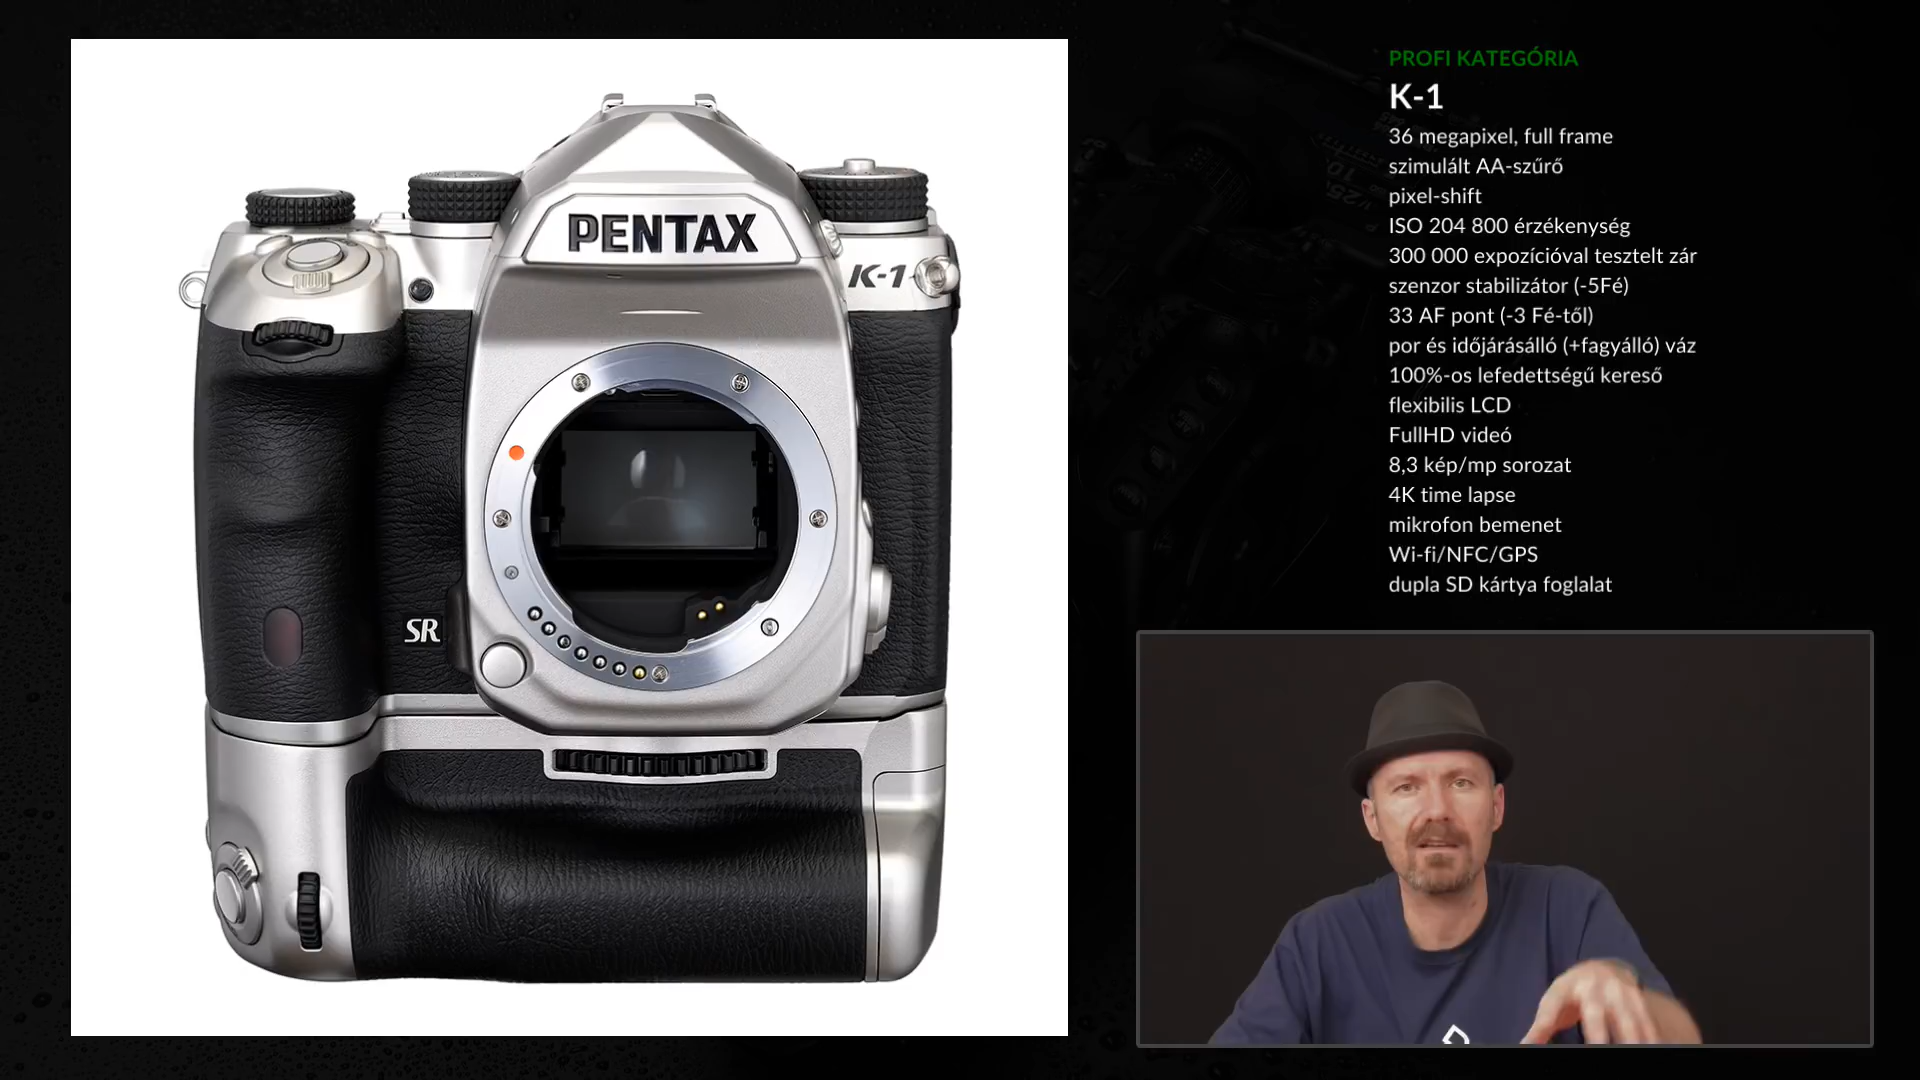 PENTAX
K-1
SR
PROFI KATEGÓRIA
K-1
36 megapixel, full frame
szimulált AA-szűrő
pixel-shift
ISO 204 800 érzékenység
300 000 expozícióval tesztelt zár
szenzor stabilizátor (-5Fé)
33 AF pont (-3 Fé-től)
por és időjárásálló (+fagyálló) váz
100%-os lefedettségű kereső
flexibilis LCD
FullHD videó
8,3 kép/mp sorozat
4K time lapse
mikrofon bemenet
Wi-fi/NFC/GPS
dupla SD kártya foglalat